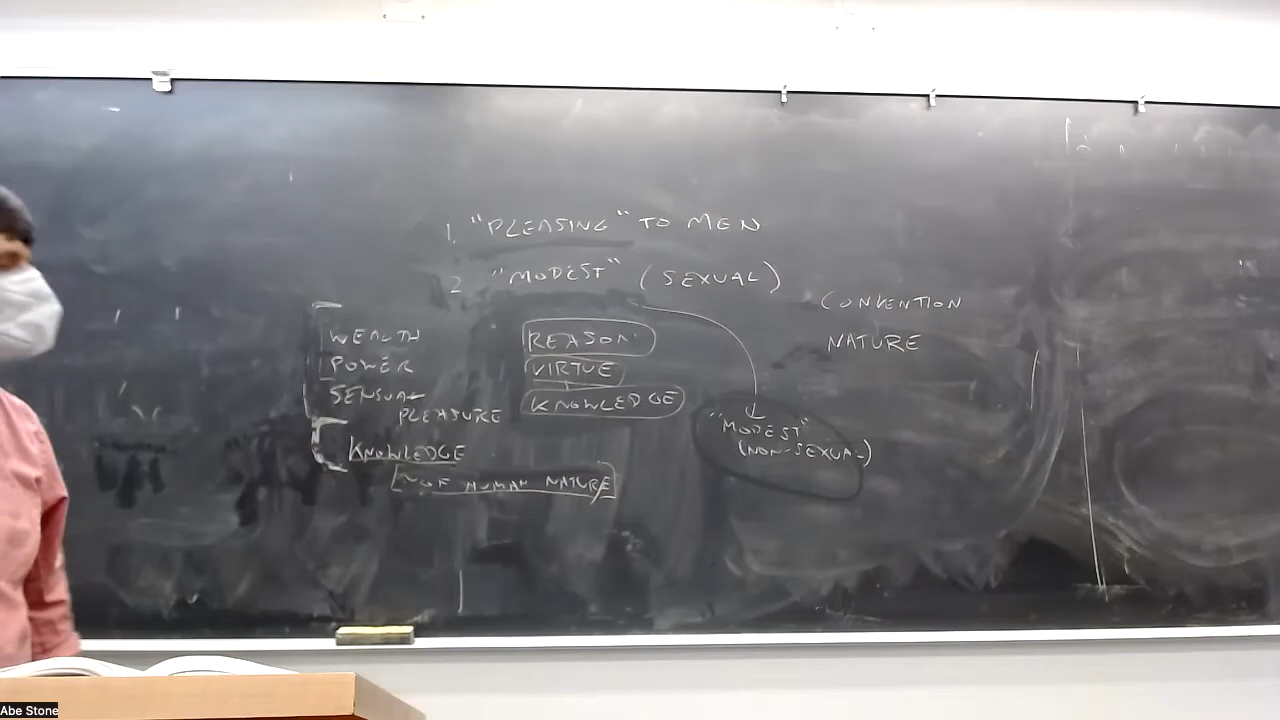 1. "PLEASING" TO MEN
2 "MODEST" (SEXUAL)
CONVENTION
NATURE
WEALTH
POWER
SENSUAL
PLEASURE
KNOWLEDGE
OF HUMAN NATURE
REASON
VIRTUE
KNOWLEDGE
"MODEST"
(NON-SEXUAL)
Abe Stone